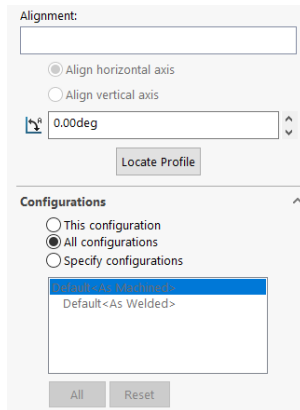 Alignment:
Align horizontal axis
Align vertical axis
0.00deg
Locate Profile
Configurations
This configuration
All configurations
Specify configurations
Default<As Machined>
Default<As Welded>
All Reset